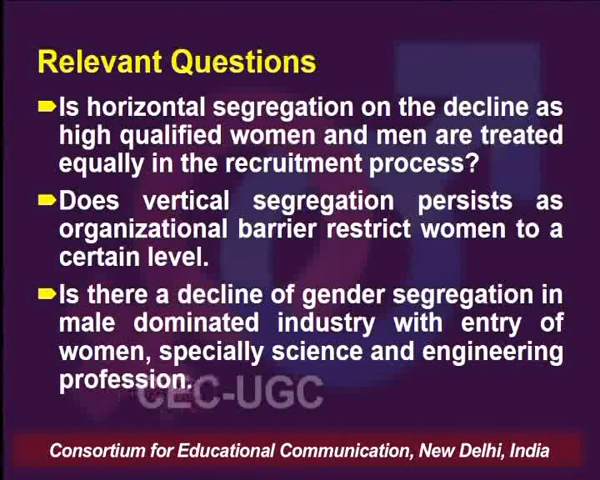 Relevant Questions
Is horizontal segregation on the decline as
high qualified women and men are treated
equally in the recruitment process?
Does vertical segregation persists as
organizational barrier restrict women to a
certain level.
Is there a decline of gender segregation in
male dominated industry with entry of
women, specially science and engineering
profession.
CEC-UGC
Consortium for Educational Communication, New Delhi, India